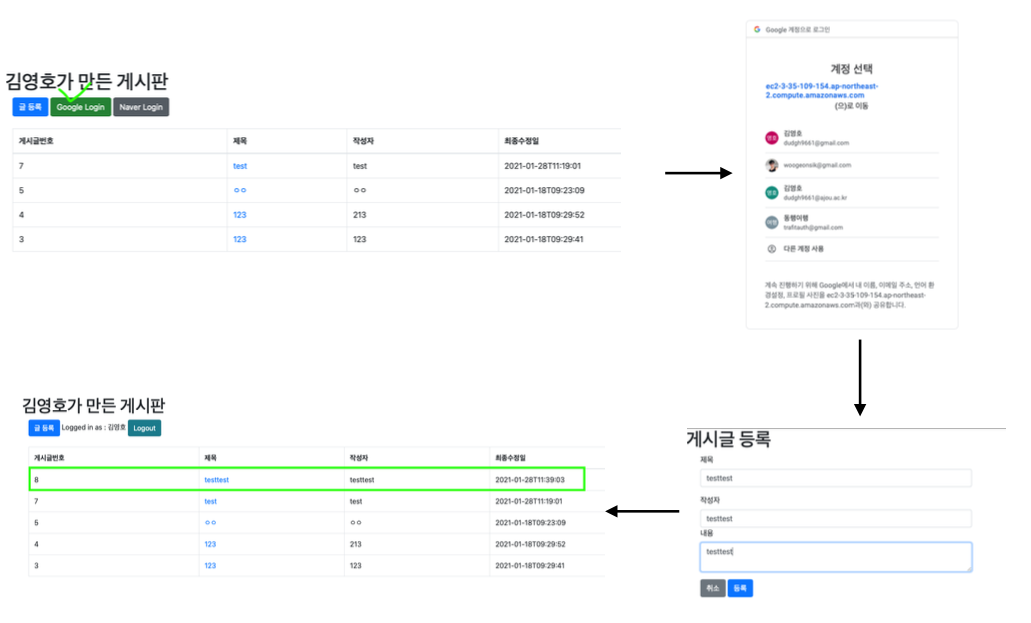 김영호가 만든 게시판
글 등록 Google Login Naver Login
게시글번호 제목 작성자 최종수정일
7 test test 2021-01-28T11:19:01
5 ㅇㅇ ㅇㅇ 2021-01-18T09:23:09
4 123 213 2021-01-18T09:29:52
3 123 123 2021-01-18T09:29:41
Google 계정으로 로그인
계정 선택
ec2-3-35-109-154.ap-northeast-
2.compute.amazonaws.com
(으)로 이동
영호 김영호
dudgh9661@gmail.com
woogeonsik@gmail.com
영호 김영호
dudgh9661@ajou.ac.kr
여행 동행이행
trefitauth@gmail.com
다른 계정 사용
계속 진행하기 위해 Google에서 내 이름, 이메일 주소, 언어 환
경설정, 프로필 사진을 ec2-3-35-109-154.ap-northeast-
2.compute.amazonaws.com과(와) 공유합니다.
게시글 등록
제목
testtest
작성자
testtest
내용
testtest
취소 등록
김영호가 만든 게시판
글 등록 Logged in as : 김영호 Logout
게시글번호 제목 작성자 최종수정일
8 testtest testtest 2021-01-28T11:39:03
7 test test 2021-01-28T11:19:01
5 ㅇㅇ ㅇㅇ 2021-01-18T09:23:09
4 123 213 2021-01-18T09:29:52
3 123 123 2021-01-18T09:29:41